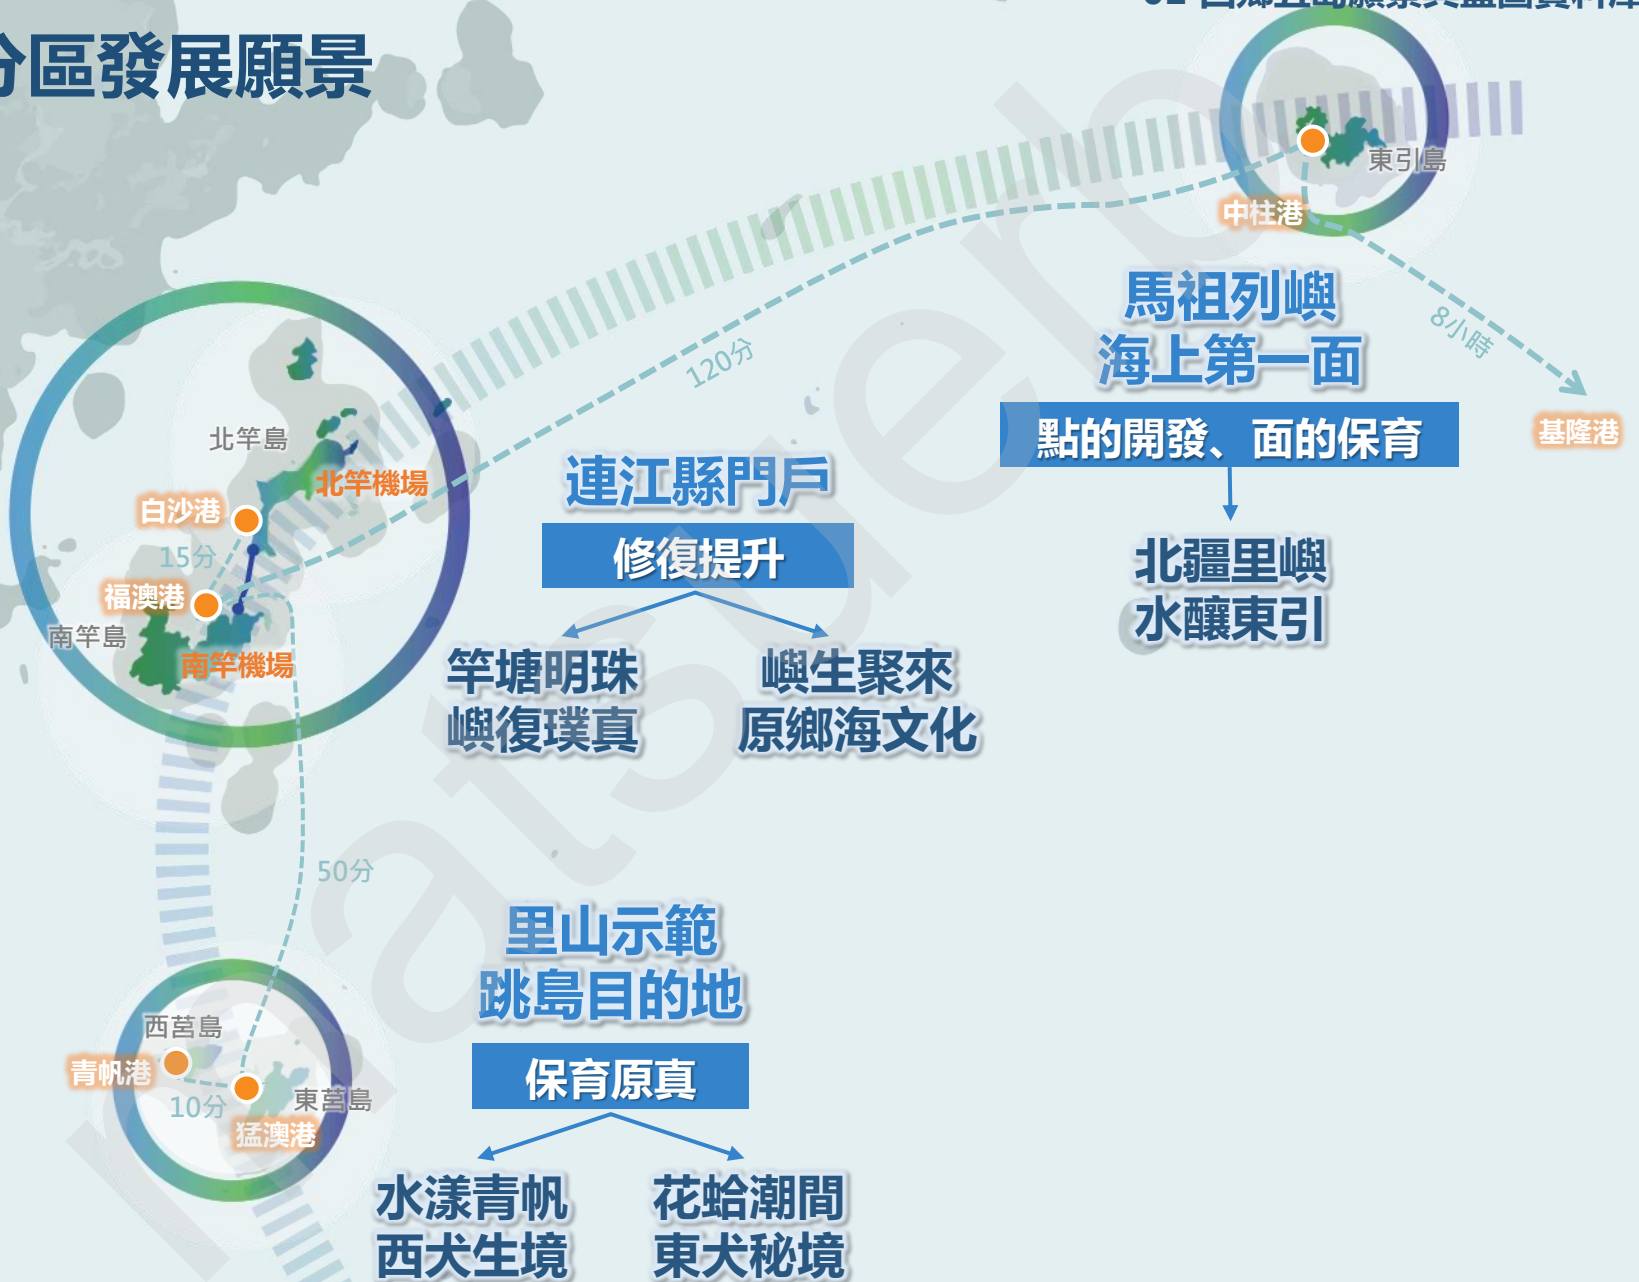 分區發展願景
東引島
中柱港
馬祖列嶼
海上第一面
點的開發、面的保育
北疆里嶼
水釀東引
8小時
基隆港
120分
北竿島
北竿機場
白沙港
15分
福澳港
南竿島
南竿機場
連江縣門戶
修復提升
竿塘明珠
嶼復璞真
嶼生聚來
原鄉海文化
50分
里山示範
跳島目的地
保育原真
西莒島
青帆港
10分
東莒島
猛澳港
水漾青帆
西犬生境
花蛤潮間
東犬秘境
matsuerb